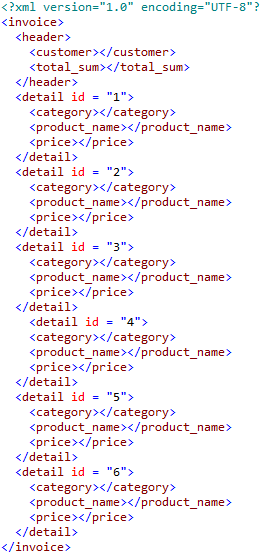 <?xml version="1.0" encoding="UTF-8"?
<invoice>
  <header>
    <customer></customer>
    <total_sum></total_sum>
  </header>
  <detail id = "1">
    <category></category>
    <product_name></product_name>
    <price></price>
  </detail>
  <detail id = "2">
    <category></category>
    <product_name></product_name>
    <price></price>
  </detail>
  <detail id = "3">
    <category></category>
    <product_name></product_name>
    <price></price>
  </detail>
    <detail id = "4">
    <category></category>
    <product_name></product_name>
    <price></price>
  </detail>
  <detail id = "5">
    <category></category>
    <product_name></product_name>
    <price></price>
  </detail>
  <detail id = "6">
    <category></category>
    <product_name></product_name>
    <price></price>
  </detail>
</invoice>